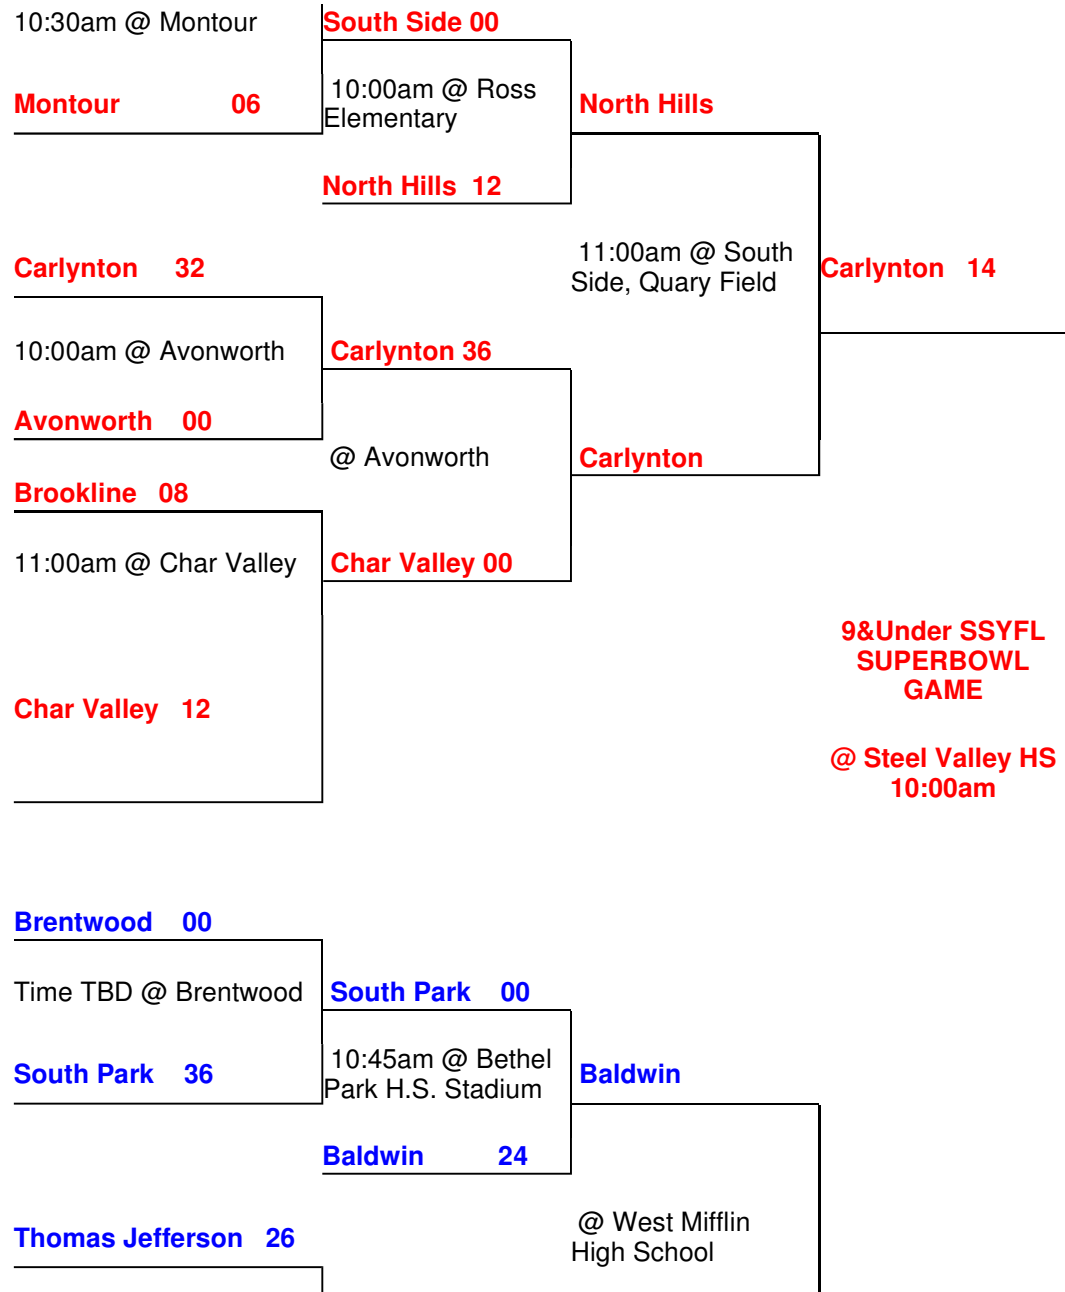 10:30am @ Montour
South Side 00
Montour 06
10:00am @ Ross
Elementary
North Hills
North Hills 12
Carlynton 32
11:00am @ South
Side, Quary Field
Carlynton 14
10:00am @ Avonworth
Carlynton 36
Avonworth 00
@ Avonworth
Carlynton
Brookline 08
11:00am @ Char Valley
Char Valley 00
9&Under SSYFL
SUPERBOWL
GAME
Char Valley 12
@ Steel Valley HS
10:00am
Brentwood 00
Time TBD @ Brentwood
South Park 00
South Park 36
10:45am @ Bethel
Park H.S. Stadium
Baldwin
Baldwin 24
Thomas Jefferson 26
@ West Mifflin
High School